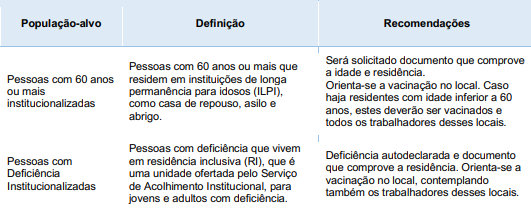 População-alvo
Definição
Recomendações
Pessoas com 60 anos
ou mais
institucionalizadas
Pessoas com 60 anos ou mais que
residem em instituições de longa
permanência para idosos (ILPI),
como casa de repouso, asilo e
abrigo.
Será solicitado documento que comprove
a idade e residência.
Orienta-se a vacinação no local. Caso
haja residentes com idade inferior a 60
anos, estes deverão ser vacinados e
todos os trabalhadores desses locais.
Pessoas com
Deficiência
Institucionalizadas
Pessoas com deficiência que vivem
em residência inclusiva (RI), que é
uma unidade ofertada pelo Serviço
de Acolhimento Institucional, para
jovens e adultos com deficiência.
Deficiência autodeclarada e documento
que comprove a residência. Orienta-se a
vacinação no local, contemplando
também os trabalhadores desses locais.